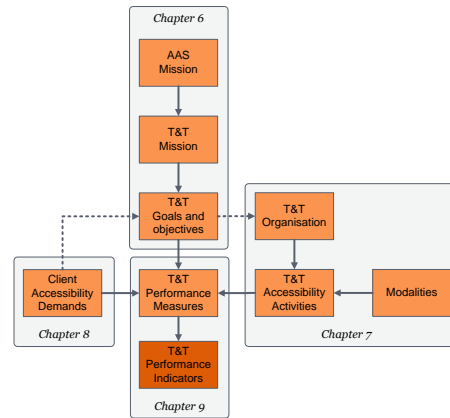 Chapter 6
AAS
Mission
T&T
Mission
T&T
Goals and
objectives
T&T
Organisation
Client
Accessibility
Demands
T&T
Performance
Measures
T&T
Accessibility
Activities
Modalities
Chapter 8
Chapter 7
T&T
Performance
Indicators
Chapter 9